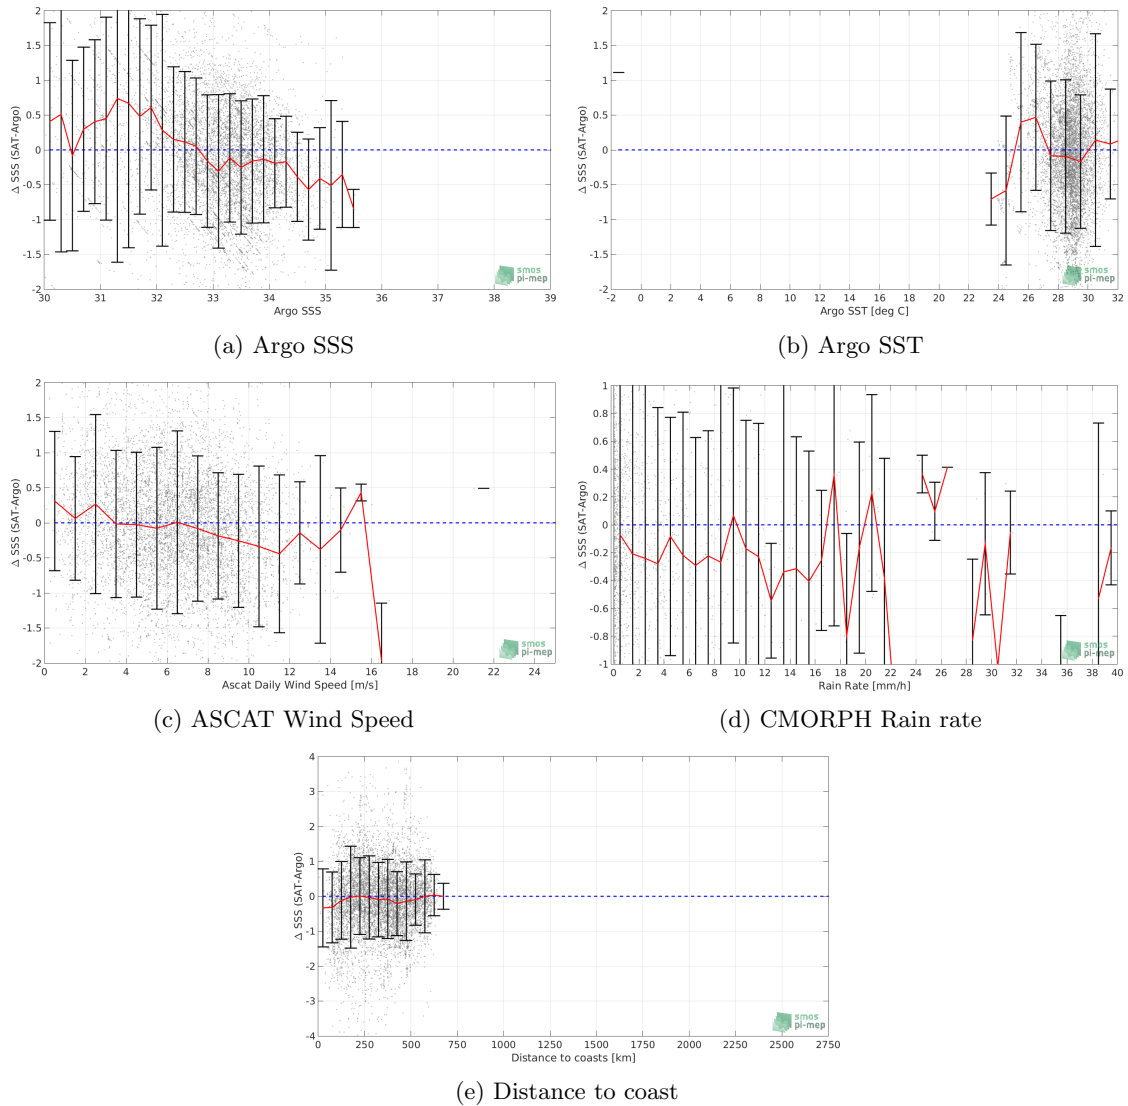 2
1.5
1
0.5
0
-0.5
-1
-1.5
-2
Δ SSS (SAT-Argo)
30 31 32 33 34 35 36 37 38 39
Argo SSS
smos
pi-mep
(a) Argo SSS
2
1.5
1
0.5
0
-0.5
-1
-1.5
-2
Δ SSS (SAT-Argo)
-2 0 2 4 6 8 10 12 14 16 18 20 22 24 26 28 30 32
Argo SST [deg C]
smos
pi-mep
(b) Argo SST
2
1.5
1
0.5
0
-0.5
-1
-1.5
-2
Δ SSS (SAT-Argo)
0 2 4 6 8 10 12 14 16 18 20 22 24
Ascat Daily Wind Speed [m/s]
smos
pi-mep
(c) ASCAT Wind Speed
1
0.8
0.6
0.4
0.2
0
-0.2
-0.4
-0.6
-0.8
-1
Δ SSS (SAT-Argo)
0 2 4 6 8 10 12 14 16 18 20 22 24 26 28 30 32 34 36 38 40
Rain Rate [mm/h]
smos
pi-mep
(d) CMORPH Rain rate
4
3
2
1
0
-1
-2
-3
-4
Δ SSS (SAT-Argo)
0 250 500 750 1000 1250 1500 1750 2000 2250 2500 2750
Distance to coasts [km]
smos
pi-mep
(e) Distance to coast